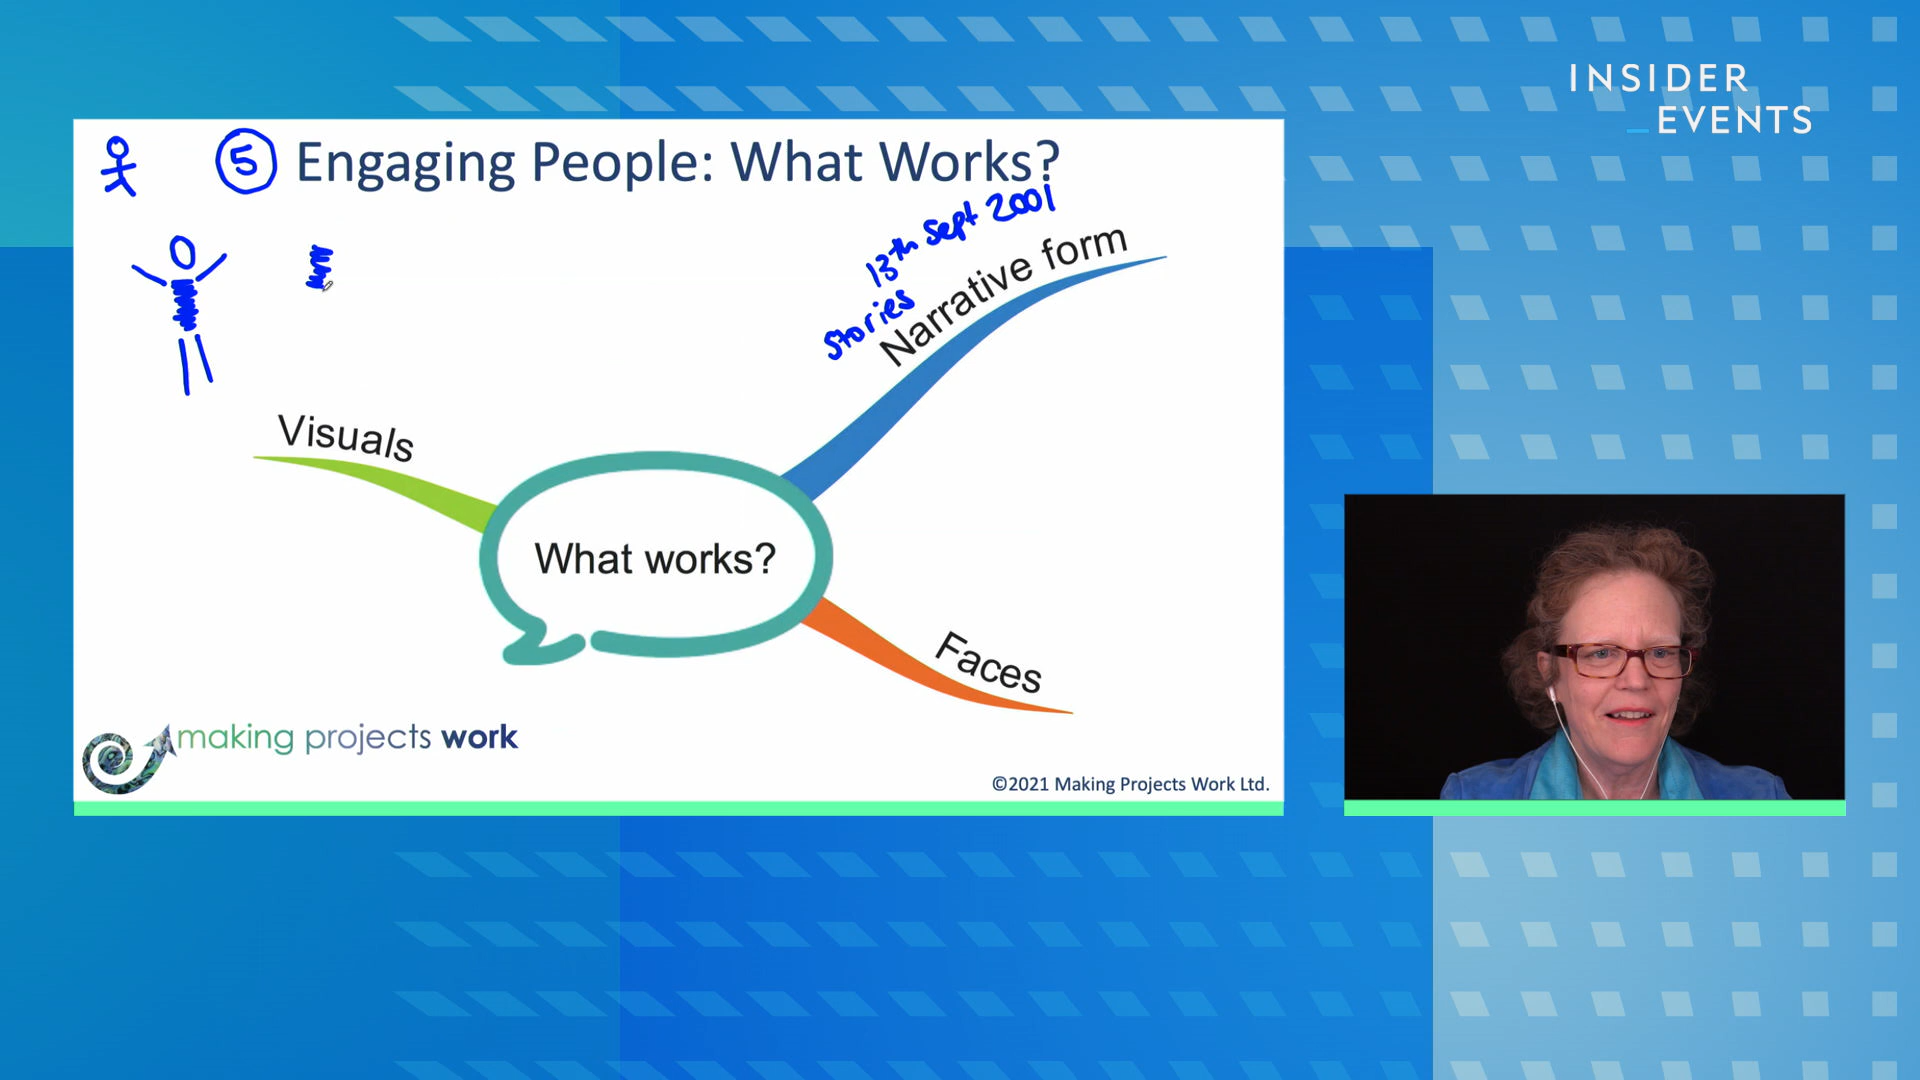 INSIDER
_EVENTS
5 Engaging People: What Works?
13th Sept 2001
Stories
Narrative form
Visuals
What works?
Faces
making projects work
©2021 Making Projects Work Ltd.